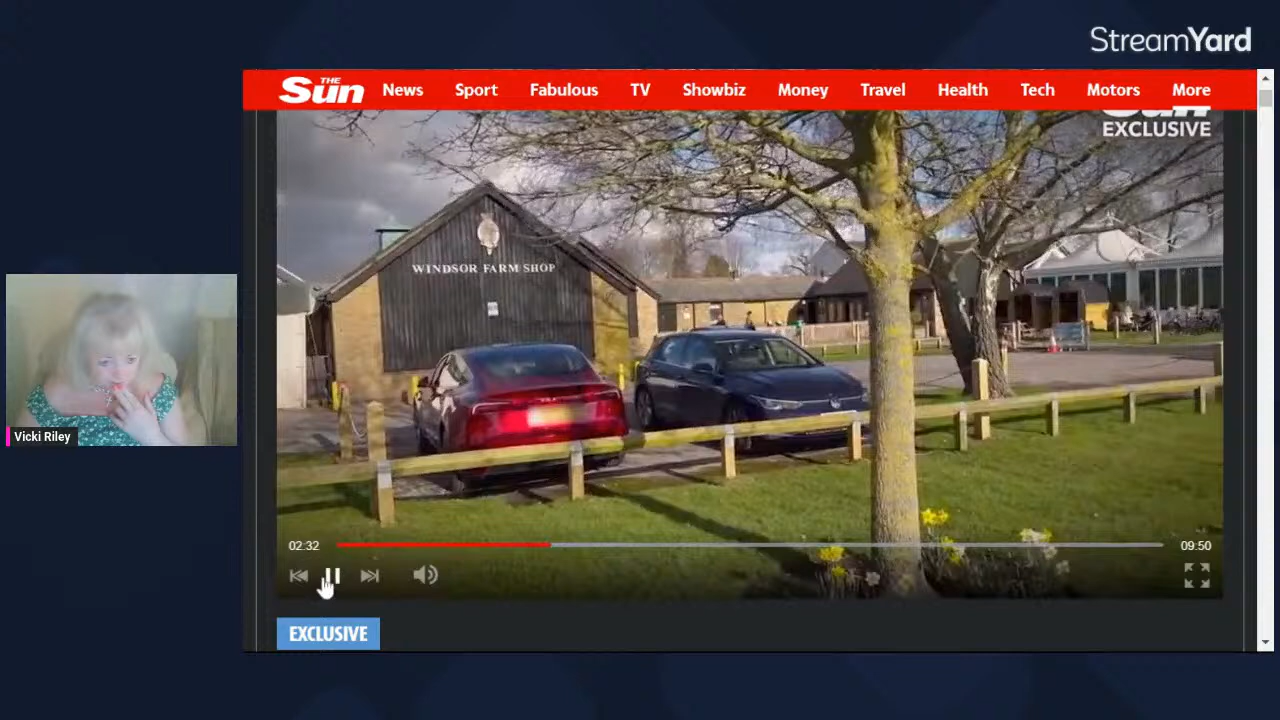 StreamYard
THE Sun
News Sport Fabulous TV Showbiz Money Travel Health Tech Motors More
EXCLUSIVE
WINDSOR FARM SHOP
Vicki Riley
02:32
09:50
EXCLUSIVE